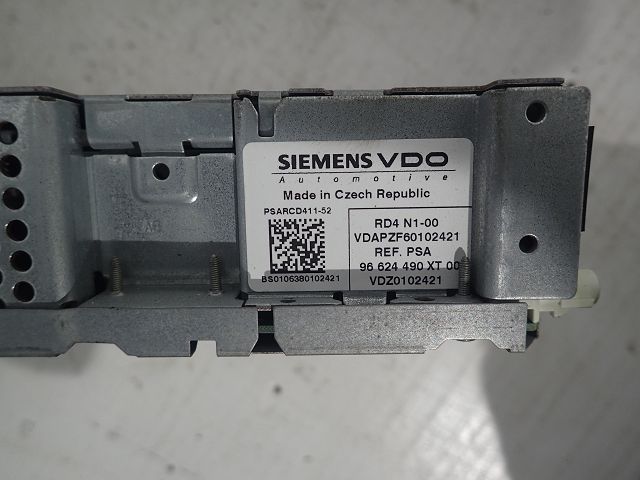 SIEMENS VDO
Automotive
Made in Czech Republic
PSARCD411-52
BS0106380102421
RD4 N1-00
VDAPZF60102421
REF. PSA
96 624 490 XT 00
VDZ0102421